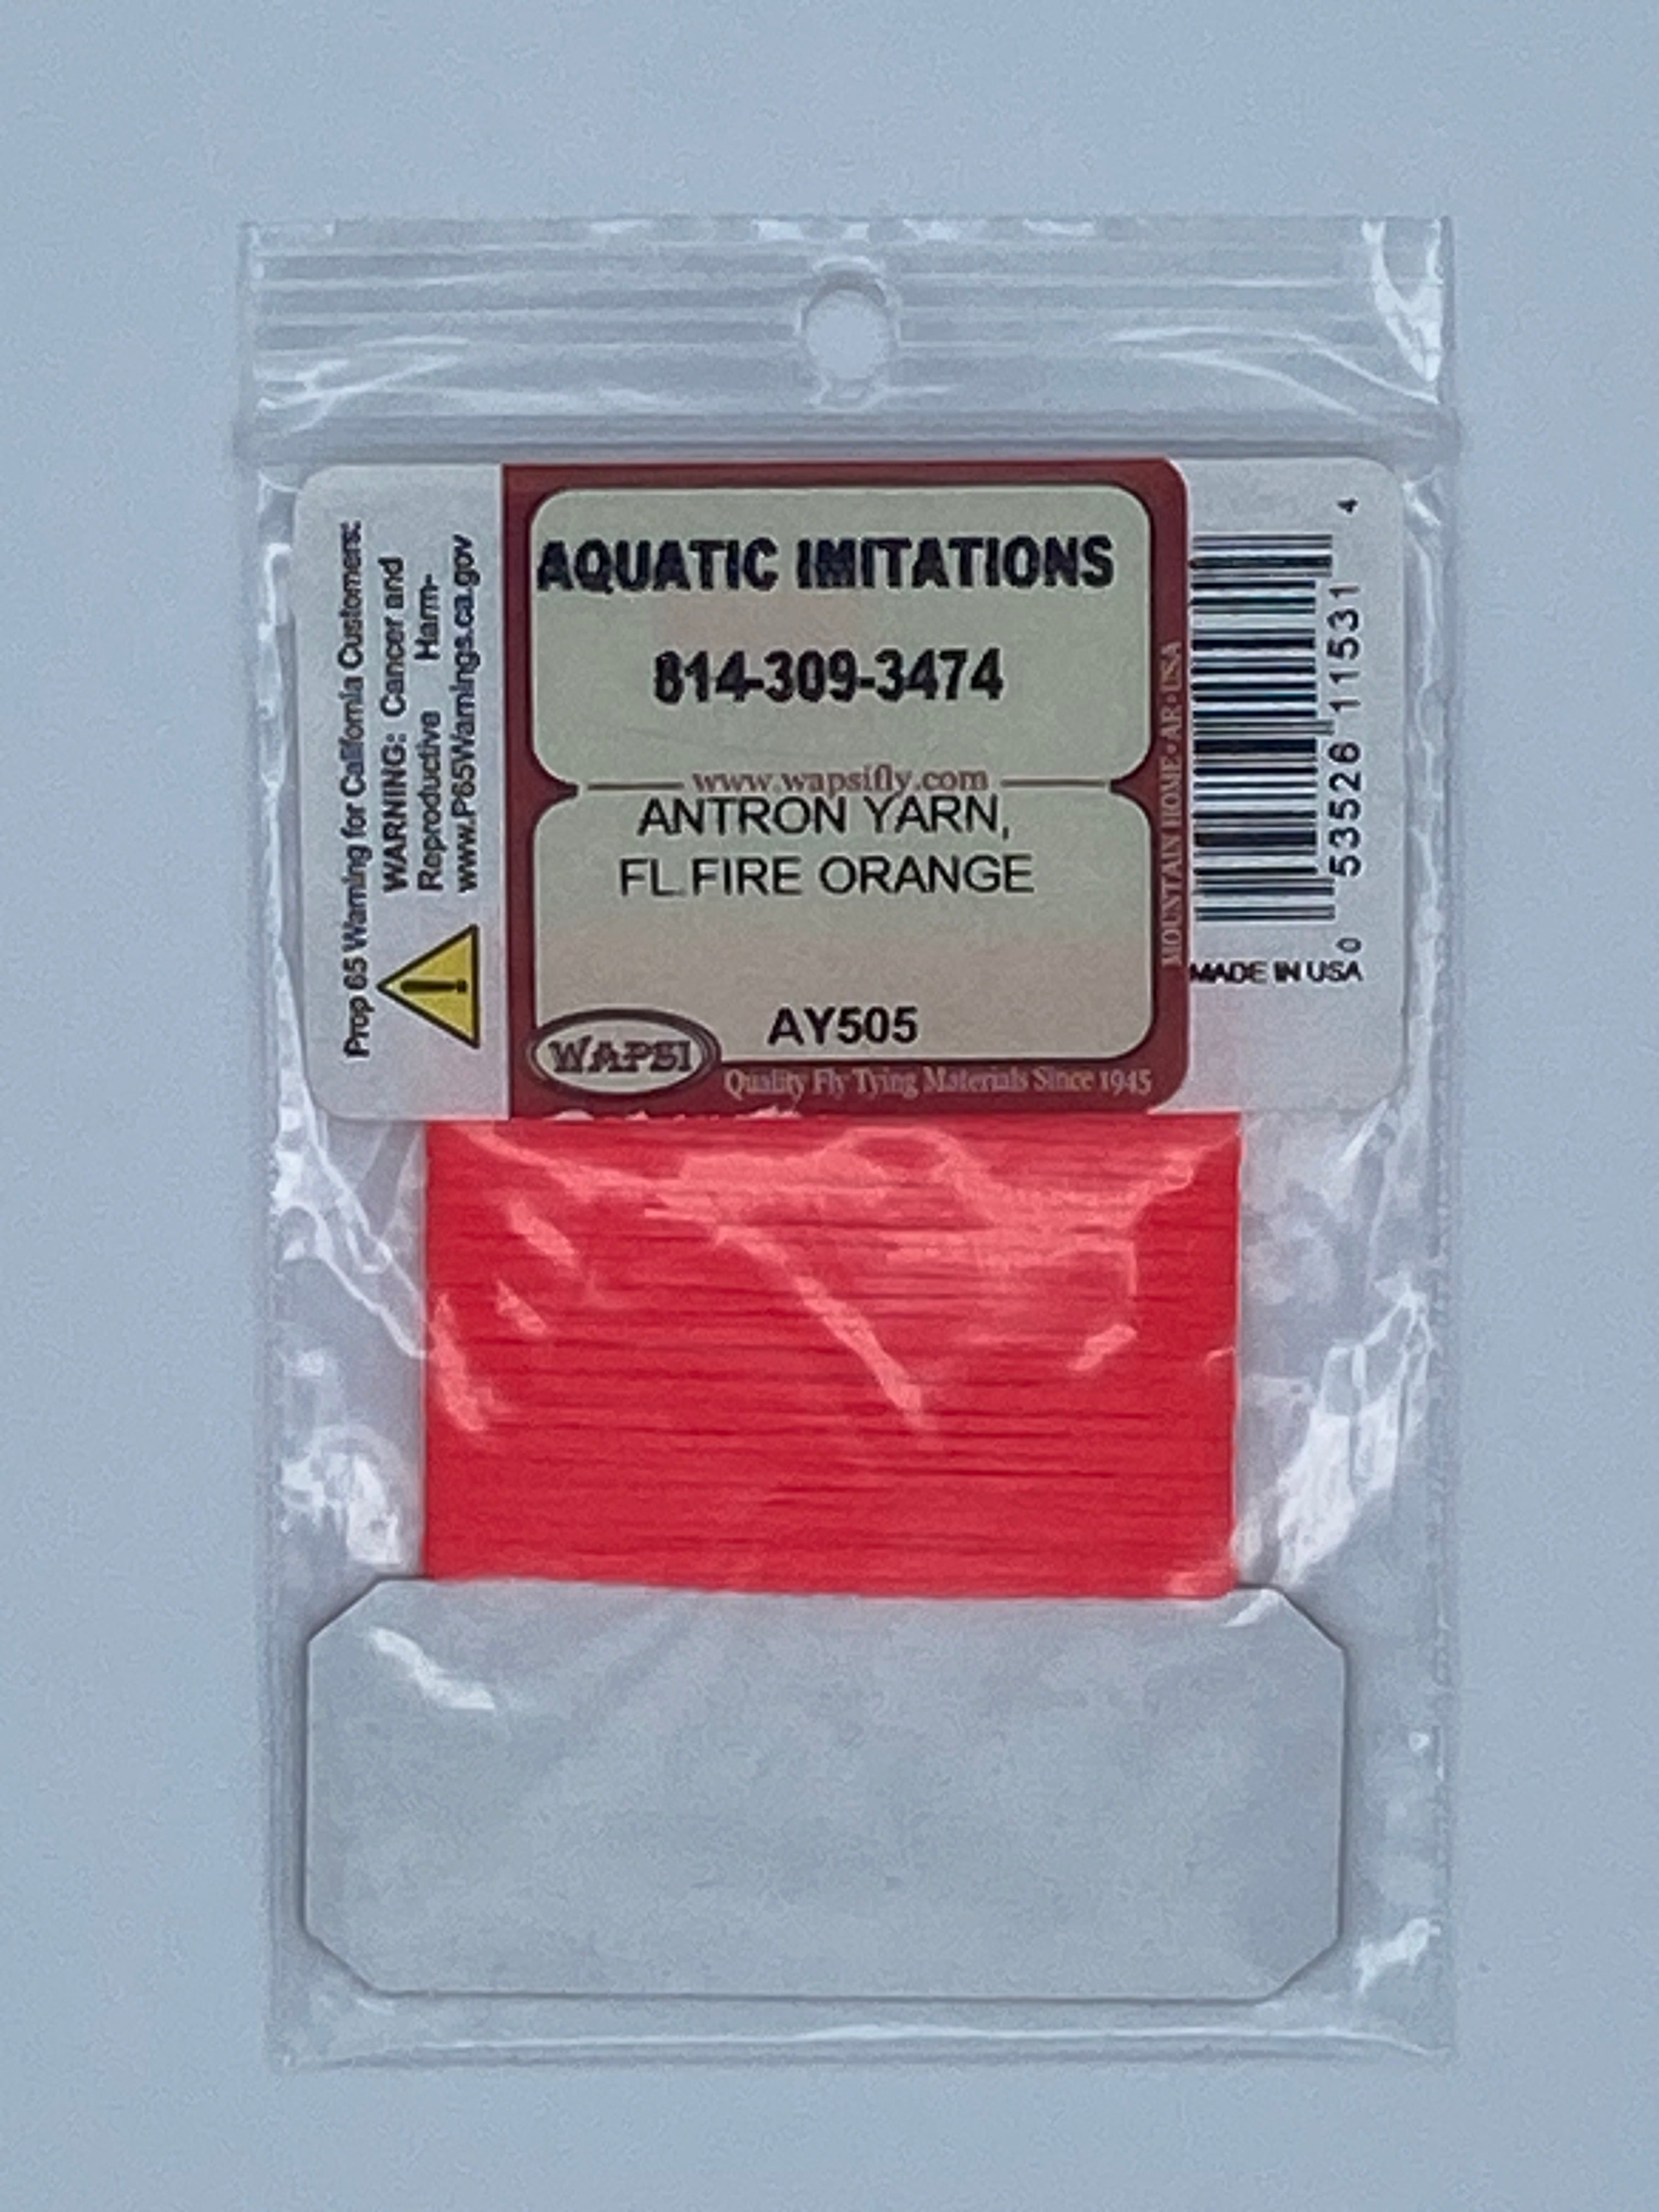 Prop 65 Warning for California Customers:
WARNING: Cancer and
Reproductive Harm-
www.P65Warnings.ca.gov
AQUATIC IMITATIONS
814-309-3474
www.wapsifly.com
ANTRON YARN,
FL.FIRE ORANGE
AY505
WAPSI
Quality Fly Tying Materials Since 1945
MOUNTAIN HOME•AR•USA
0 53526 11531 4
MADE IN USA